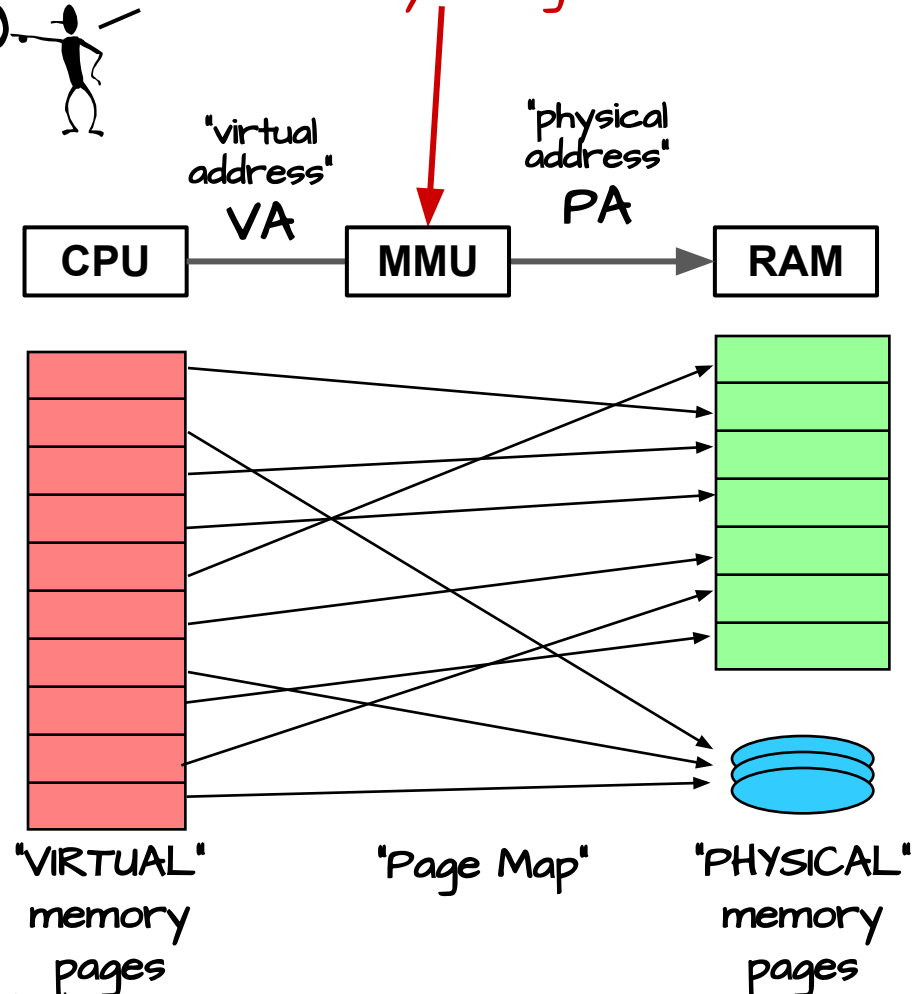 "virtual
address"
VA
"physical
address"
PA
CPU
MMU
RAM
"VIRTUAL"
memory
pages
"Page Map"
"PHYSICAL"
memory
pages